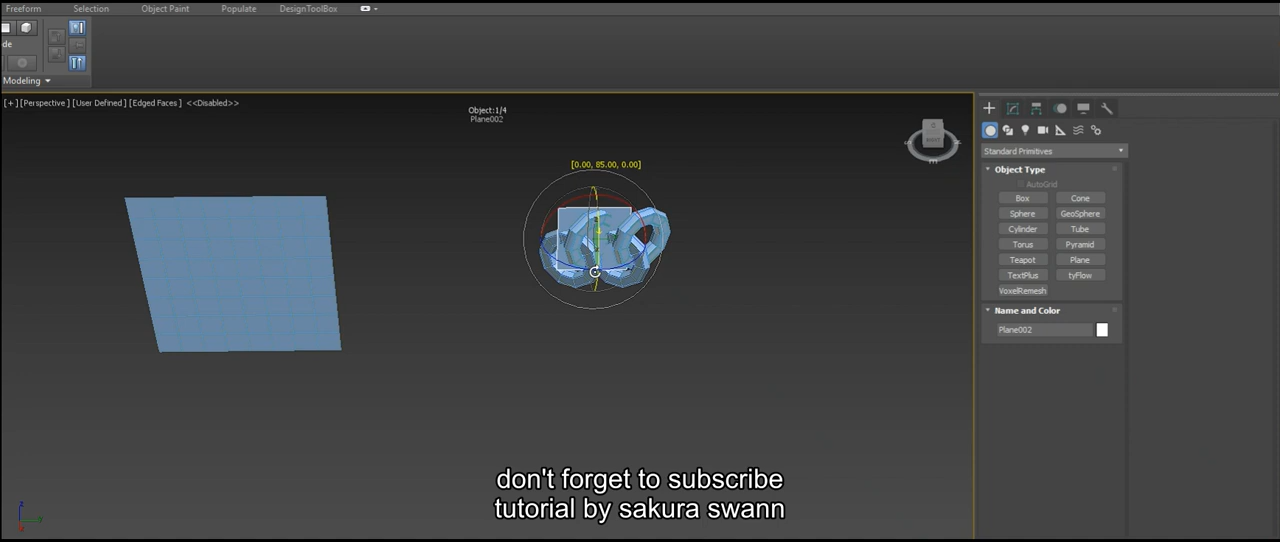 Freeform Selection Object Paint Populate DesignToolBox
de
Modeling
[+][Perspective][User Defined][Edged Faces] <<Disabled>>
Object:1/4
Plane002
[0.00, 85.00, 0.00]
Standard Primitives
Object Type
AutoGrid
Box Cone
Sphere GeoSphere
Cylinder Tube
Torus Pyramid
Teapot Plane
TextPlus tyFlow
VoxelRemesh
Name and Color
Plane002
don't forget to subscribe
tutorial by sakura swann